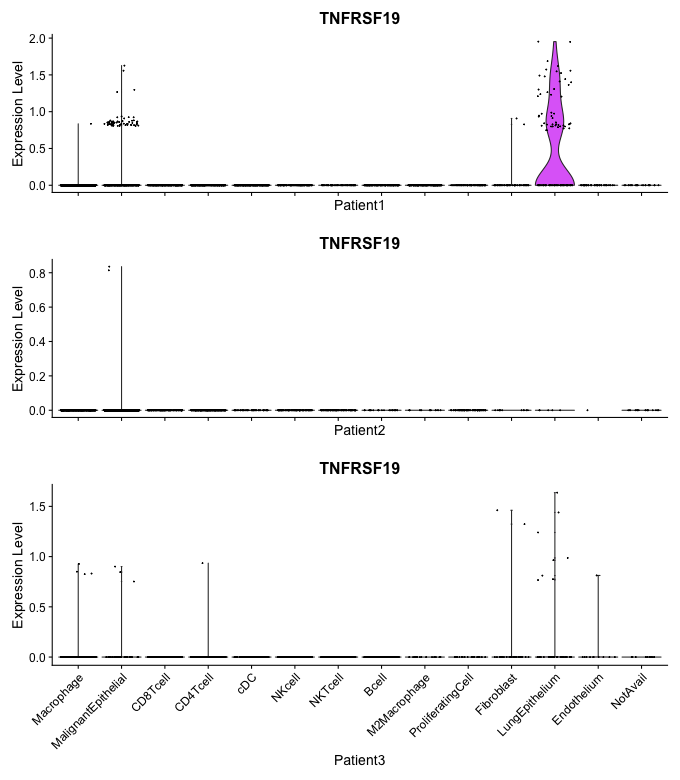 TNFRSF19
Expression Level
2.0
1.5
1.0
0.5
0.0
Patient1
TNFRSF19
Expression Level
0.8
0.6
0.4
0.2
0.0
Patient2
TNFRSF19
Expression Level
1.5
1.0
0.5
0.0
Macrophage
MalignantEpithelial
CD8Tcell
CD4Tcell
cDC
NKcell
NKTcell
Bcell
M2Macrophage
ProliferatingCell
Fibroblast
LungEpithelium
Endothelium
NotAvail
Patient3